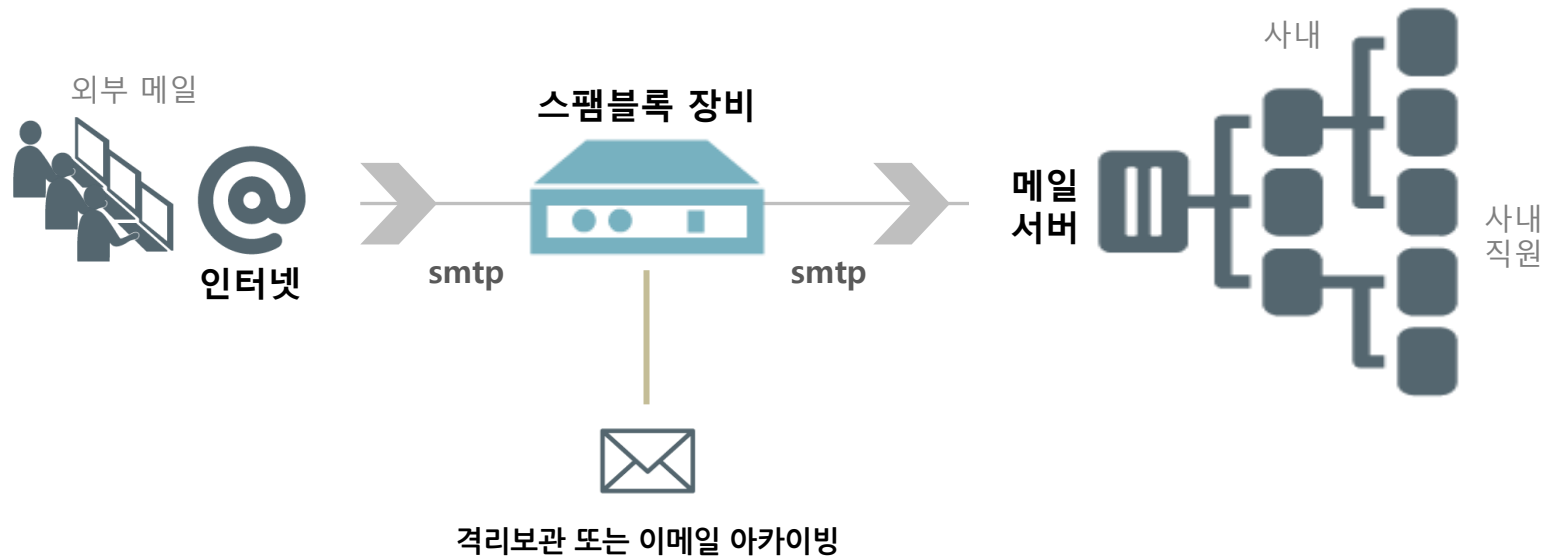 외부 메일
인터넷
smtp
스팸블록 장비
smtp
격리보관 또는 이메일 아카이빙
메일
서버
사내
사내
직원